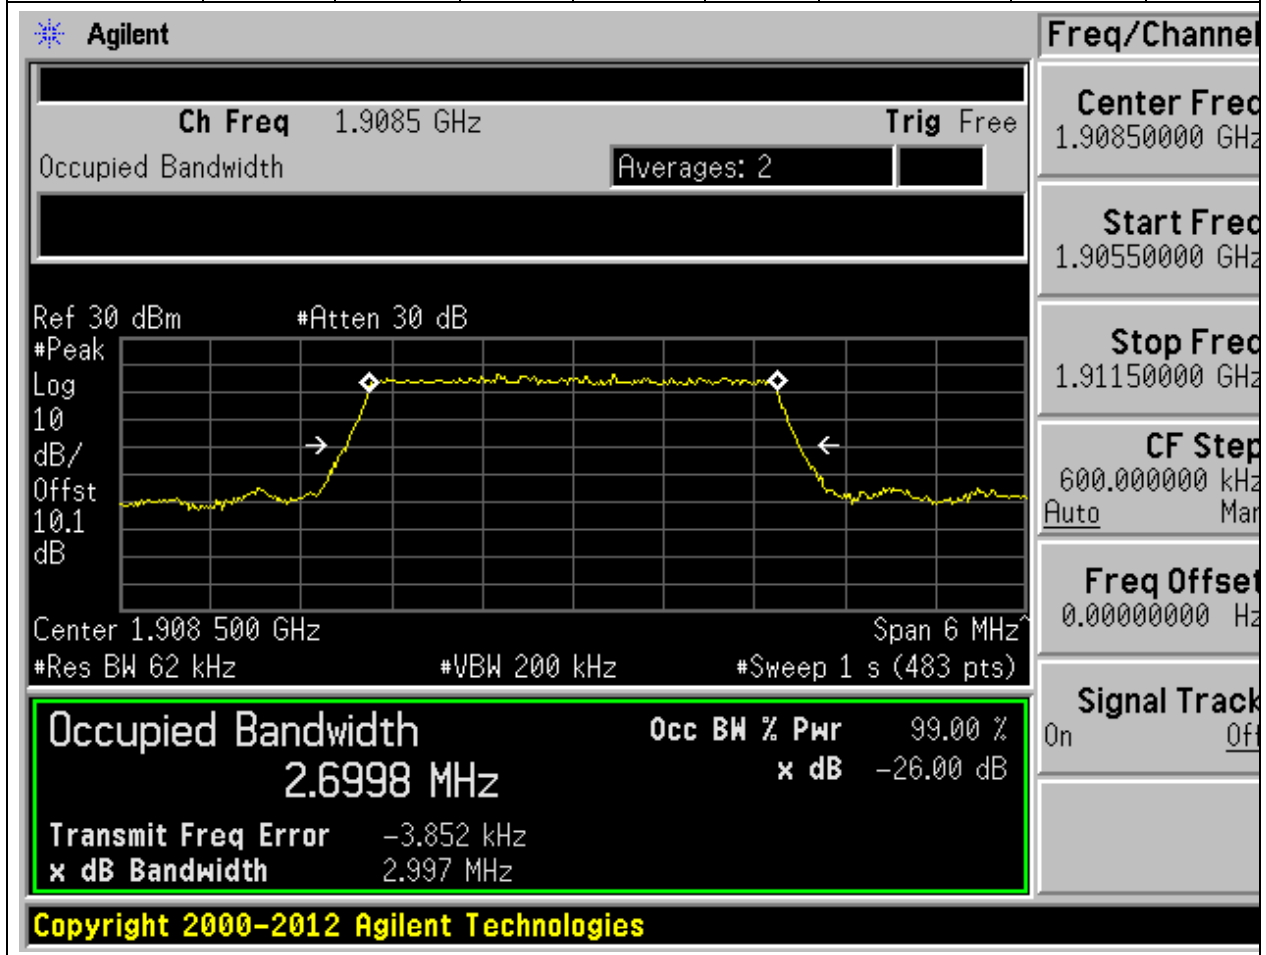 Agilent
Freq/Channel
Ch Freq 1.9085 GHz Trig Free
Occupied Bandwidth Averages: 2
Center Freq
1.90850000 GHz
Start Freq
1.90550000 GHz
Stop Freq
1.91150000 GHz
CF Step
600.000000 kHz
Auto Man
Freq Offset
0.00000000 Hz
Signal Track
On Off
Ref 30 dBm #Atten 30 dB
#Peak
Log
10
dB/
Offst
10.1
dB
Center 1.908 500 GHz Span 6 MHz^
#Res BW 62 kHz #VBW 200 kHz #Sweep 1 s (483 pts)
Occupied Bandwidth Occ BW % Pwr 99.00 %
2.6998 MHz x dB -26.00 dB
Transmit Freq Error -3.852 kHz
x dB Bandwidth 2.997 MHz
Copyright 2000-2012 Agilent Technologies